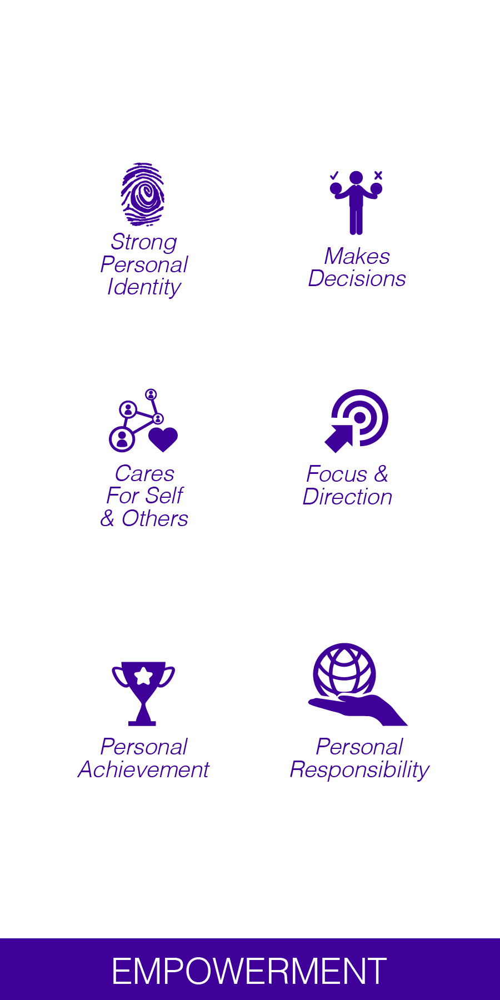 Strong
Personal
Identity
Makes
Decisions
Cares
For Self
& Others
Focus &
Direction
Personal
Achievement
Personal
Responsibility
EMPOWERMENT